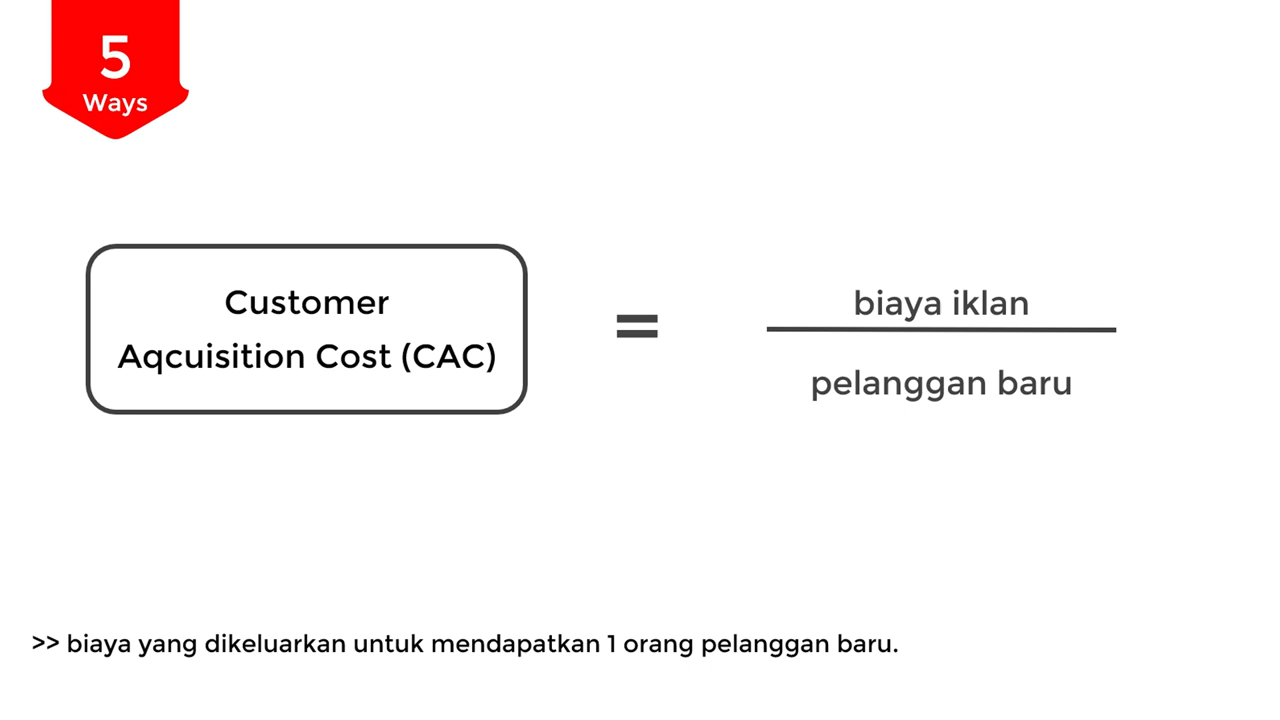 5
Ways
Customer
Aqcuisition Cost (CAC)
=
biaya iklan
pelanggan baru
>> biaya yang dikeluarkan untuk mendapatkan 1 orang pelanggan baru.